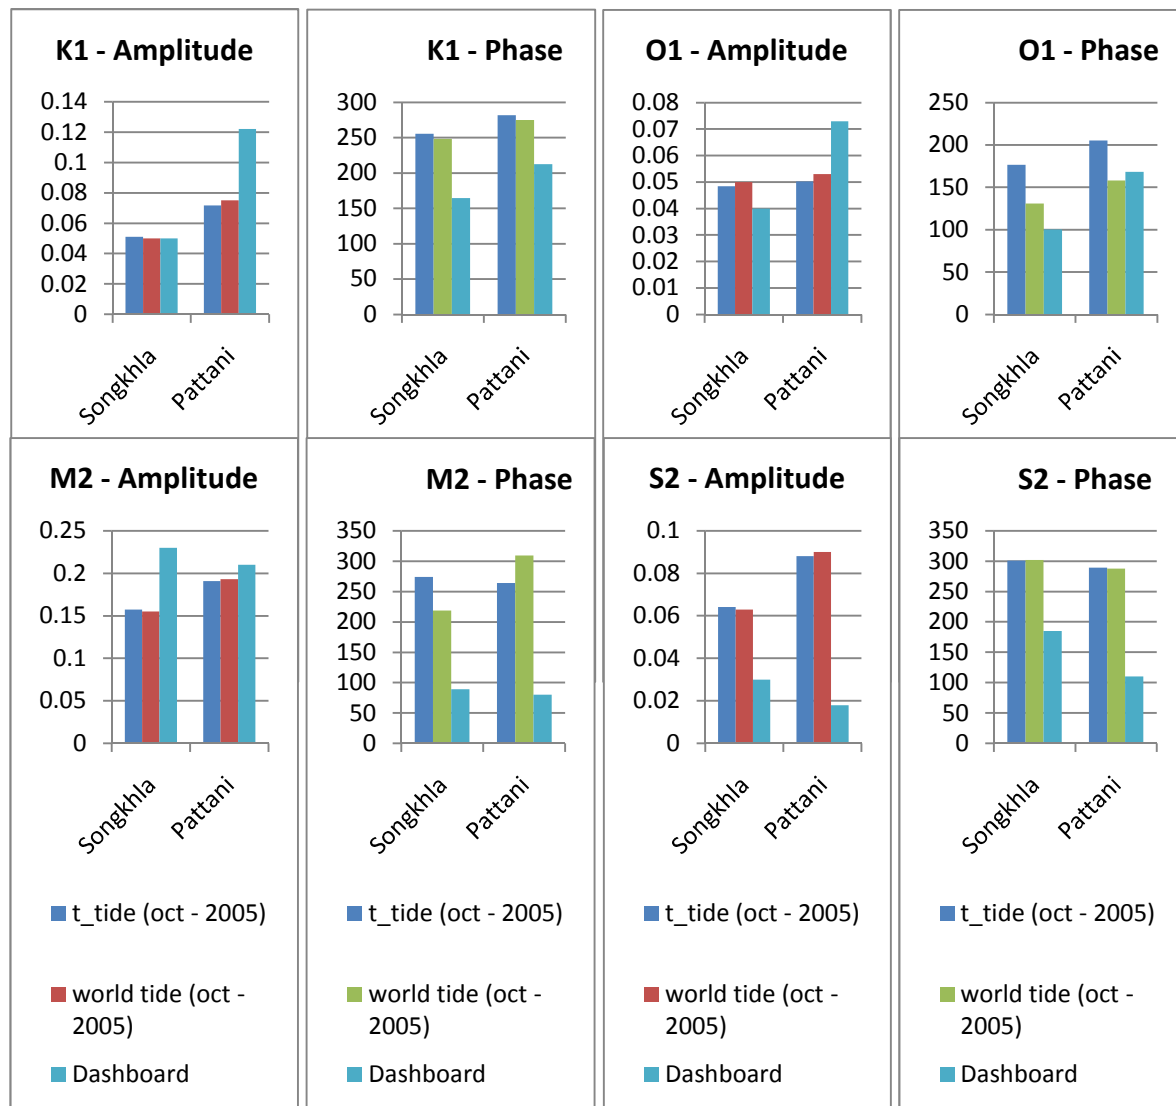 K1 - Amplitude
0.14
0.12
0.1
0.08
0.06
0.04
0.02
0
Songkhla
Pattani
K1 - Phase
300
250
200
150
100
50
0
Songkhla
Pattani
O1 - Amplitude
0.08
0.07
0.06
0.05
0.04
0.03
0.02
0.01
0
Songkhla
Pattani
O1 - Phase
250
200
150
100
50
0
Songkhla
Pattani
M2 - Amplitude
0.25
0.2
0.15
0.1
0.05
0
Songkhla
Pattani
t_tide (oct - 2005)
world tide (oct -
2005)
Dashboard
M2 - Phase
350
300
250
200
150
100
50
0
Songkhla
Pattani
t_tide (oct - 2005)
world tide (oct -
2005)
Dashboard
S2 - Amplitude
0.1
0.08
0.06
0.04
0.02
0
Songkhla
Pattani
t_tide (oct - 2005)
world tide (oct -
2005)
Dashboard
S2 - Phase
350
300
250
200
150
100
50
0
Songkhla
Pattani
t_tide (oct - 2005)
world tide (oct -
2005)
Dashboard